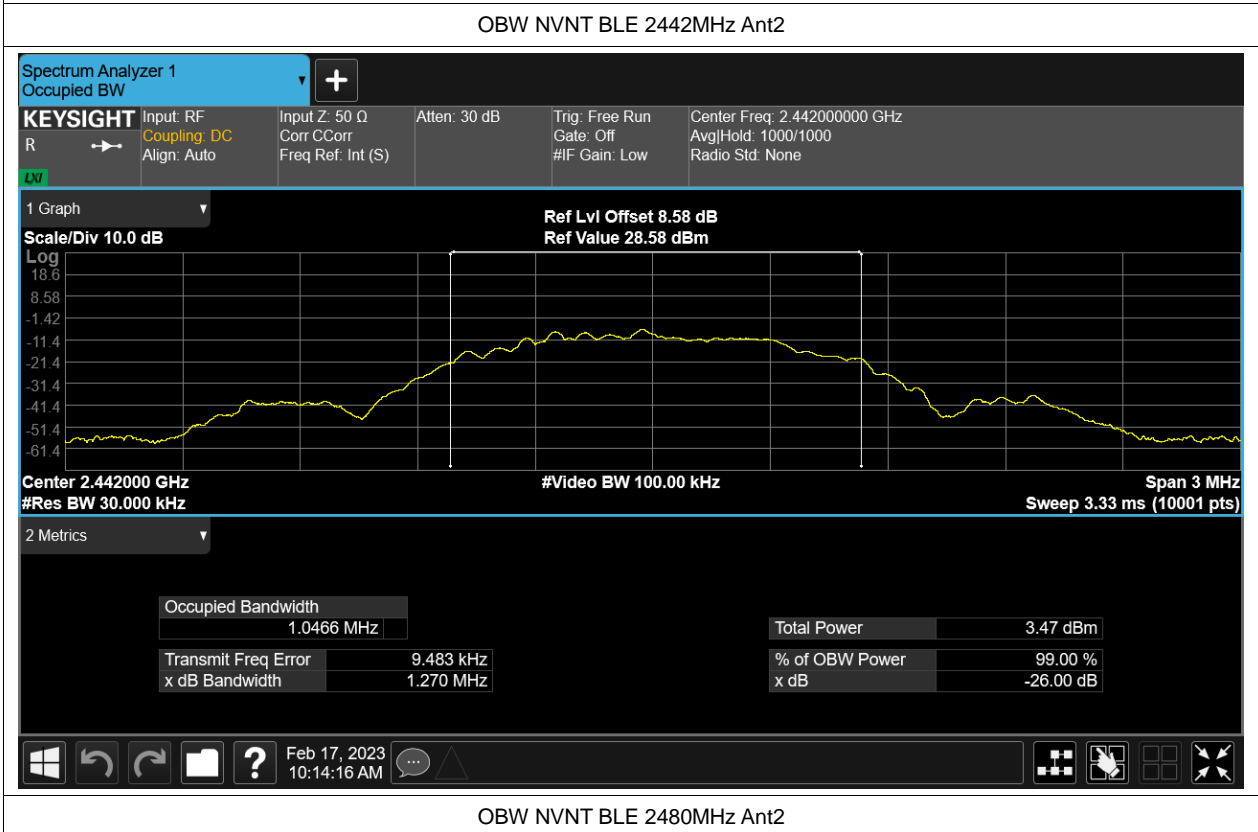 OBW NVNT BLE 2442MHz Ant2
Spectrum Analyzer 1
Occupied BW
KEYSIGHT
R
LXI
Input: RF
Coupling: DC
Align: Auto
Input Z: 50 Ω
Corr CCorr
Freq Ref: Int (S)
Atten: 30 dB
Trig: Free Run
Gate: Off
#IF Gain: Low
Center Freq: 2.442000000 GHz
Avg|Hold: 1000/1000
Radio Std: None
1 Graph
Scale/Div 10.0 dB
Ref Lvl Offset 8.58 dB
Ref Value 28.58 dBm
Log
18.6
8.58
-1.42
-11.4
-21.4
-31.4
-41.4
-51.4
-61.4
Center 2.442000 GHz
#Video BW 100.00 kHz
Span 3 MHz
#Res BW 30.000 kHz
Sweep 3.33 ms (10001 pts)
2 Metrics
Occupied Bandwidth
1.0466 MHz
Total Power 3.47 dBm
Transmit Freq Error 9.483 kHz
% of OBW Power 99.00 %
x dB Bandwidth 1.270 MHz
x dB -26.00 dB
Feb 17, 2023
10:14:16 AM
OBW NVNT BLE 2480MHz Ant2